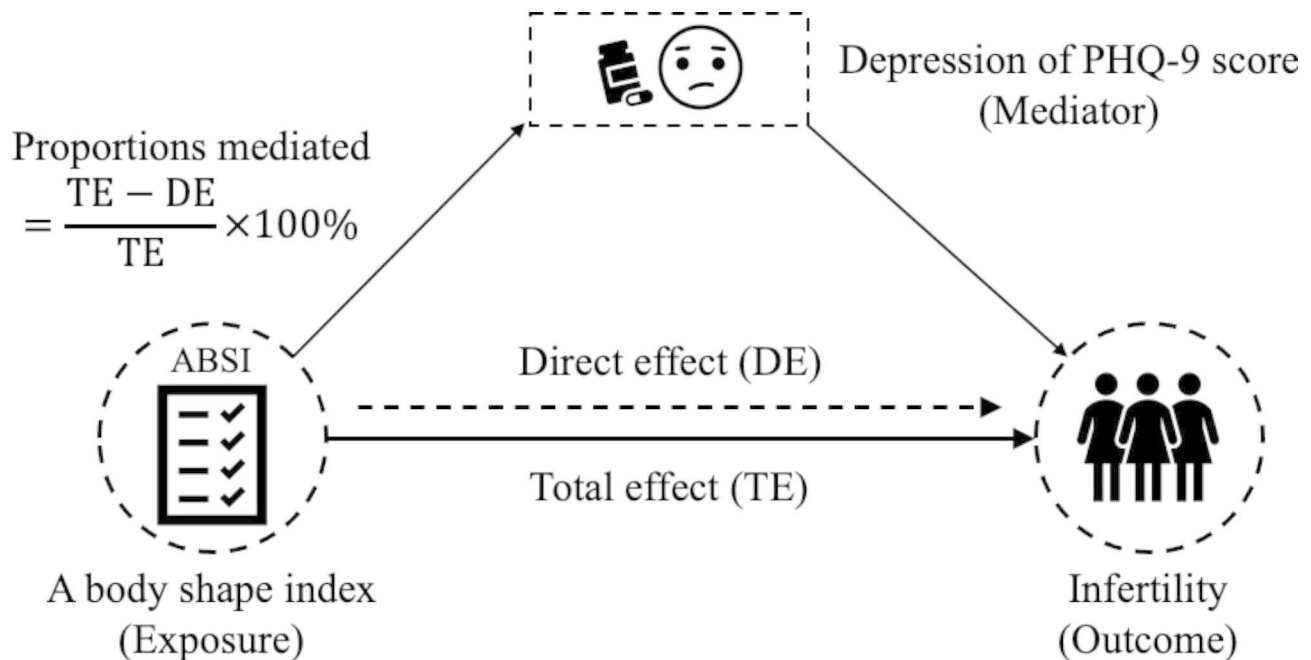 Depression of PHQ-9 score
(Mediator)
Proportions mediated
= TE − DE / TE ×100%
ABSI
Direct effect (DE)
Total effect (TE)
A body shape index
(Exposure)
Infertility
(Outcome)